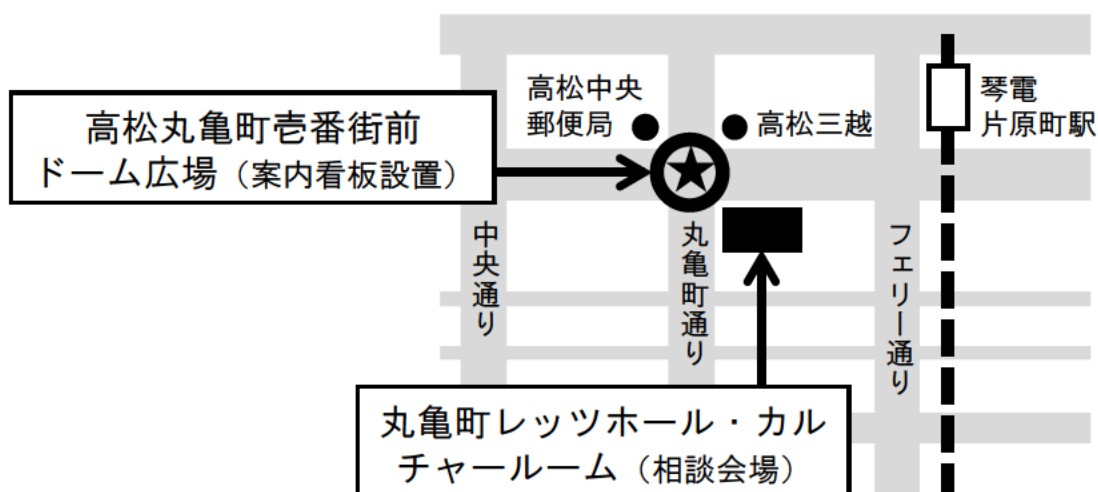 高松中央
郵便局
高松三越
琴電
片原町駅
高松丸亀町壱番街前
ドーム広場（案内看板設置）
中央通り
丸亀町通り
フェリー通り
丸亀町レッツホール・カル
チャールーム（相談会場）